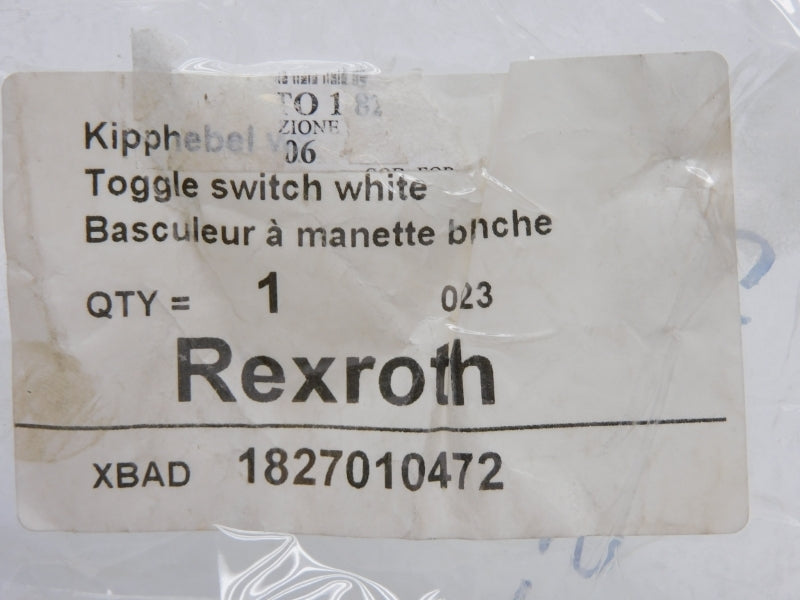 TO 1 82
ZIONE
06
Kipphebel
Toggle switch white
Basculeur à manette bnche
QTY = 1 023
Rexroth
XBAD 1827010472